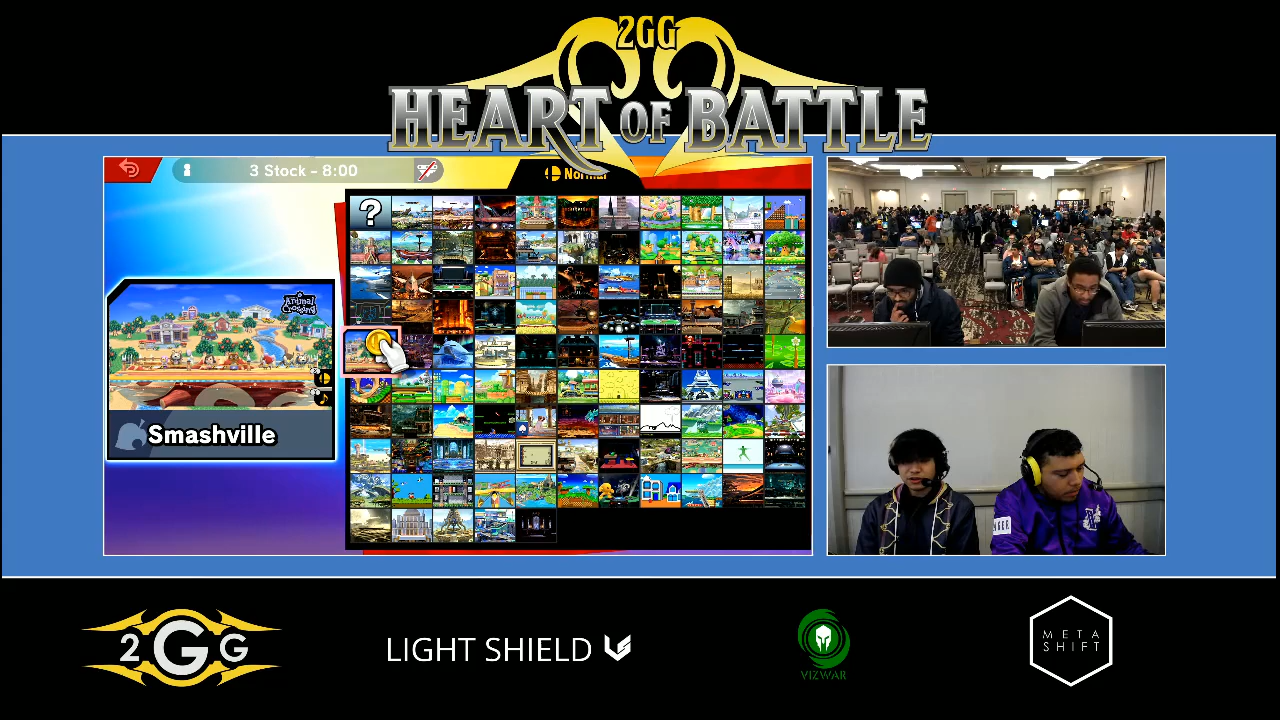 2GG
HEART OF BATTLE
3 Stock - 8:00
Normal
?
Animal Crossing
Smashville
2GG
LIGHT SHIELD
VIZWAR
META
SHIFT